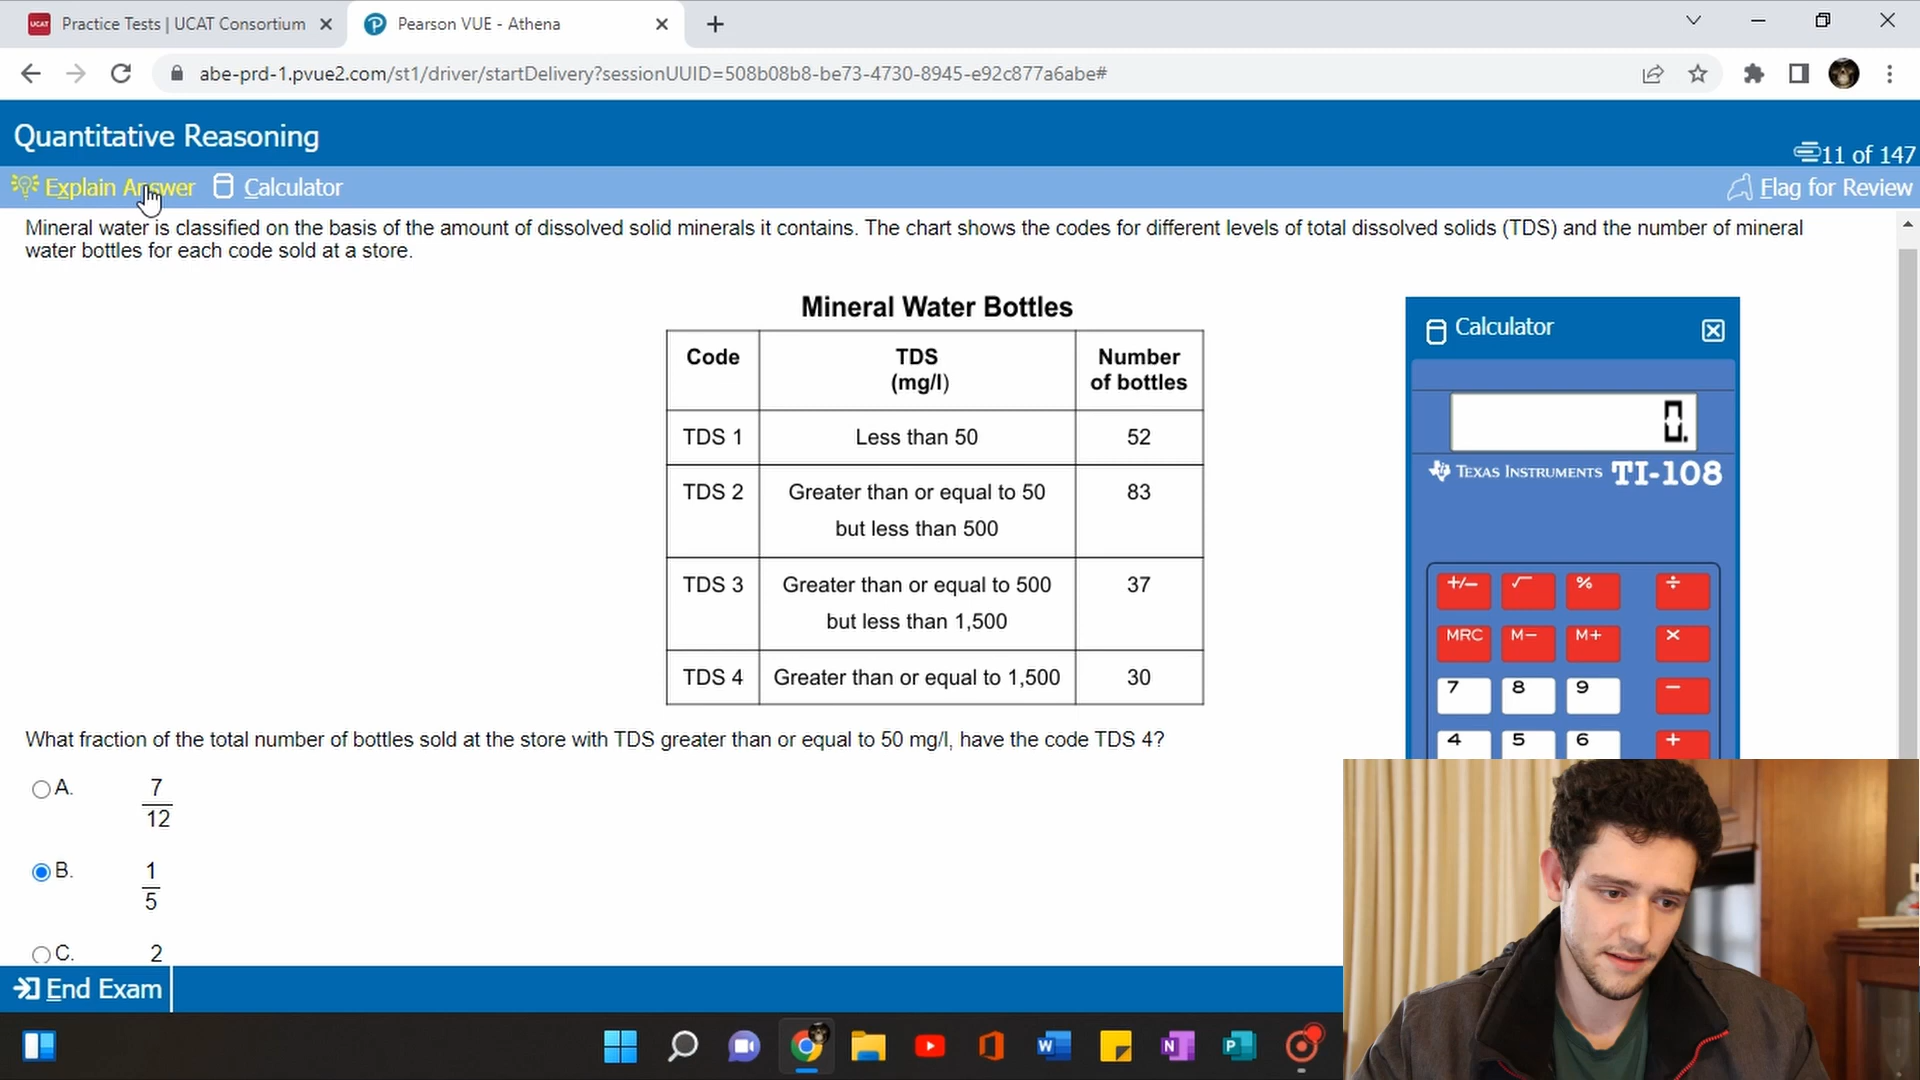 Practice Tests | UCAT Consortium
Pearson VUE - Athena
abe-prd-1.pvue2.com/st1/driver/startDelivery?sessionUUID=508b08b8-be73-4730-8945-e92c877a6abe#
Quantitative Reasoning
11 of 147
Explain Answer
Calculator
Flag for Review
Mineral water is classified on the basis of the amount of dissolved solid minerals it contains. The chart shows the codes for different levels of total dissolved solids (TDS) and the number of mineral
water bottles for each code sold at a store.
Mineral Water Bottles
Code TDS (mg/l) Number of bottles
TDS 1 Less than 50 52
TDS 2 Greater than or equal to 50 but less than 500 83
TDS 3 Greater than or equal to 500 but less than 1,500 37
TDS 4 Greater than or equal to 1,500 30
Calculator
0.
TEXAS INSTRUMENTS TI-108
+/− √ % ÷
MRC M− M+ ×
7 8 9 −
4 5 6 +
What fraction of the total number of bottles sold at the store with TDS greater than or equal to 50 mg/l, have the code TDS 4?
A. 7
12
B. 1
5
C. 2
End Exam